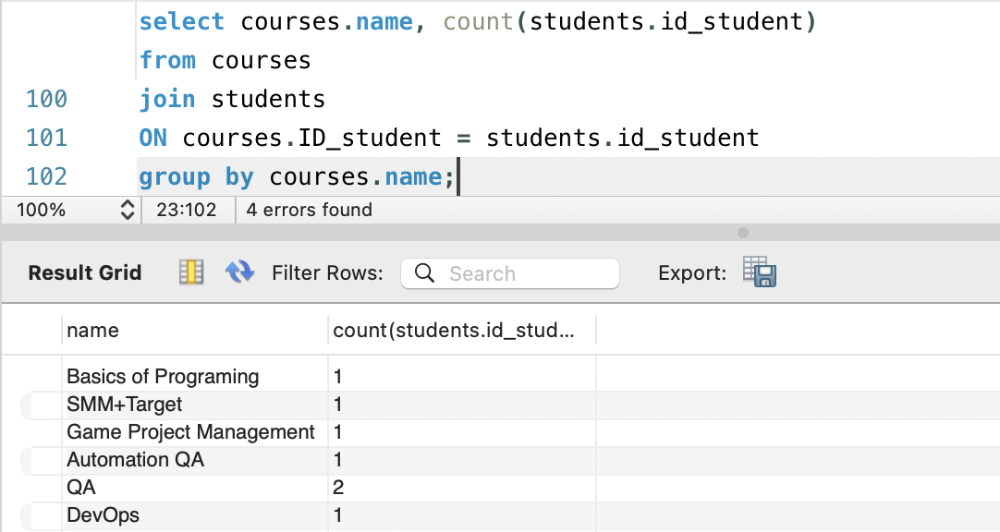 select courses.name, count(students.id_student)
from courses
100 join students
101 ON courses.ID_student = students.id_student
102 group by courses.name;
100% 23:102 4 errors found
Result Grid Filter Rows: Search Export:
name count(students.id_stud...
Basics of Programing 1
SMM+Target 1
Game Project Management 1
Automation QA 1
QA 2
DevOps 1